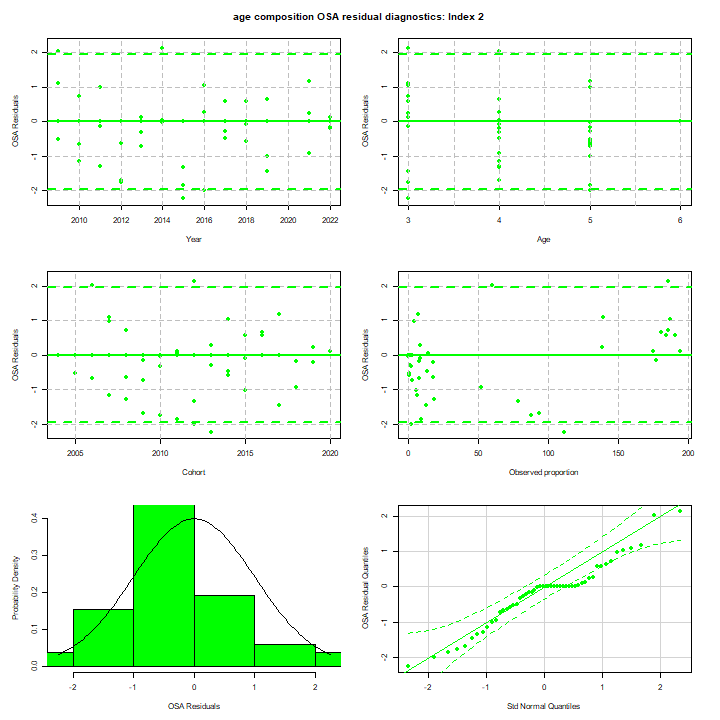 age composition OSA residual diagnostics: Index 2
OSA Residuals
2
1
0
-1
-2
2010 2012 2014 2016 2018 2020 2022
Year
OSA Residuals
2
1
0
-1
-2
3 4 5 6
Age
OSA Residuals
2
1
0
-1
-2
2005 2010 2015 2020
Cohort
OSA Residuals
2
1
0
-1
-2
0 50 100 150 200
Observed proportion
Probability Density
0.4
0.3
0.2
0.1
0.0
-2 -1 0 1 2
OSA Residuals
OSA Residual Quantiles
2
1
0
-1
-2
-2 -1 0 1 2
Std Normal Quantiles